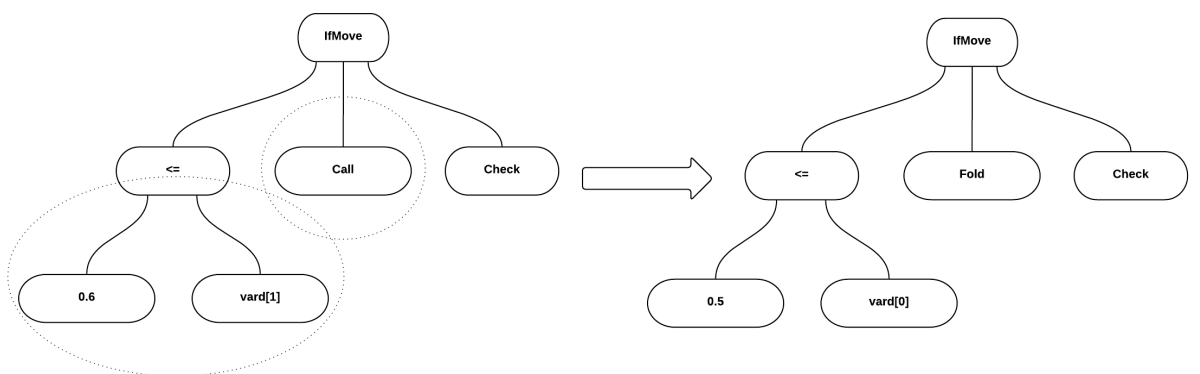 IfMove
<=
Call
Check
0.6
vard[1]
IfMove
<=
Fold
Check
0.5
vard[0]